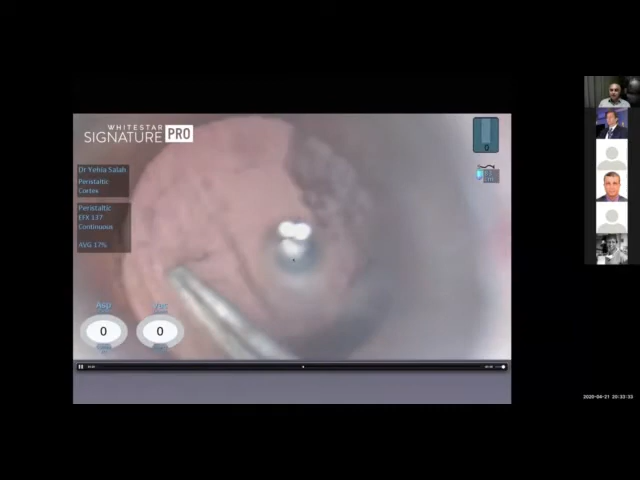 WHITESTAR
SIGNATURE PRO
Dr Yehia Salah
Peristaltic
Cortex
Peristaltic
EFX 127
Continuous
AVG 17%
0
Asp
Vac
0
0
2020-04-21 20:33:33